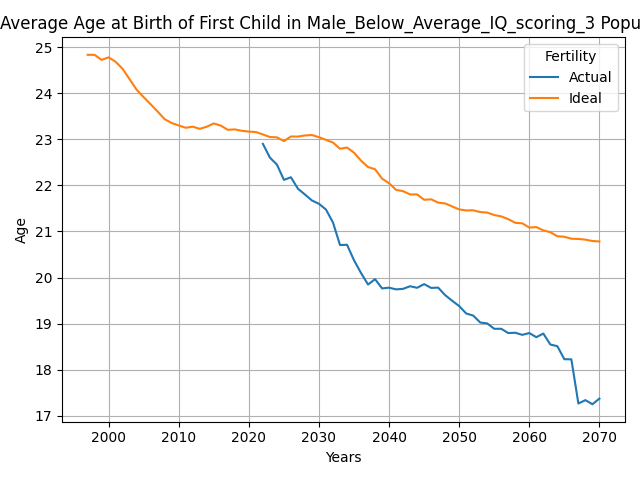 Average Age at Birth of First Child in Male_Below_Average_IQ_scoring_3 Popu
Fertility
Actual
Ideal
25
24
23
22
21
20
19
18
17
Age
2000 2010 2020 2030 2040 2050 2060 2070
Years